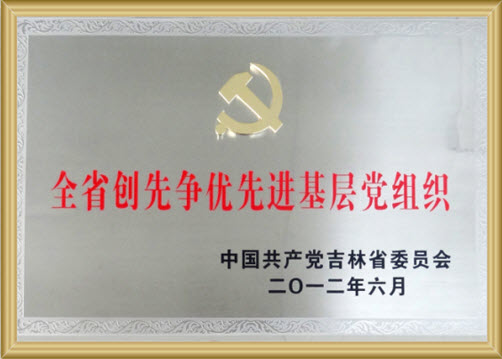 全省创先争优先进基层党组织
中国共产党吉林省委员会
二〇一二年六月